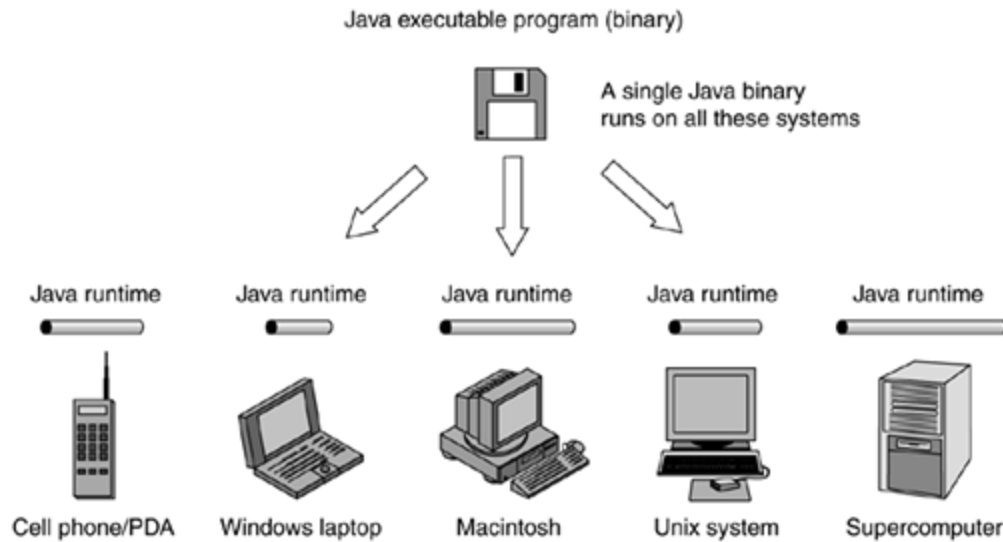 Java executable program (binary)
A single Java binary
runs on all these systems
Java runtime
Java runtime
Java runtime
Java runtime
Java runtime
Cell phone/PDA
Windows laptop
Macintosh
Unix system
Supercomputer